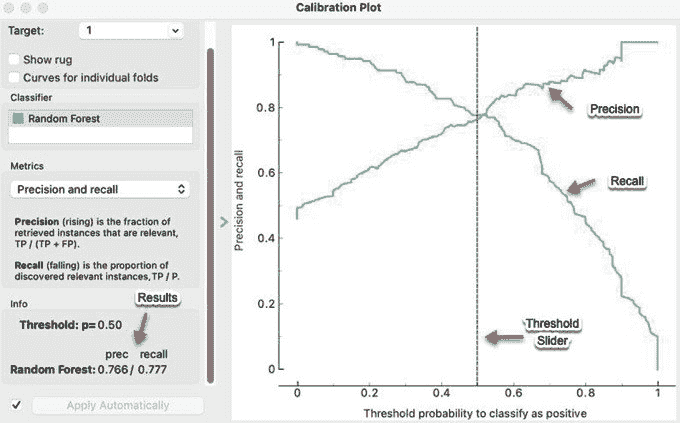 Calibration Plot
Target: 1
Show rug
Curves for individual folds
Classifier
Random Forest
Metrics
Precision and recall
Precision (rising) is the fraction of
retrieved instances that are relevant,
TP / (TP + FP).
Recall (falling) is the proportion of
discovered relevant instances, TP / P.
Info
Results
Threshold: p= 0.50
prec recall
Random Forest: 0.766 / 0.777
Apply Automatically
Precision and recall
1
0.8
0.6
0.4
0.2
0
Precision
Recall
Threshold
Slider
0 0.2 0.4 0.6 0.8 1
Threshold probability to classify as positive